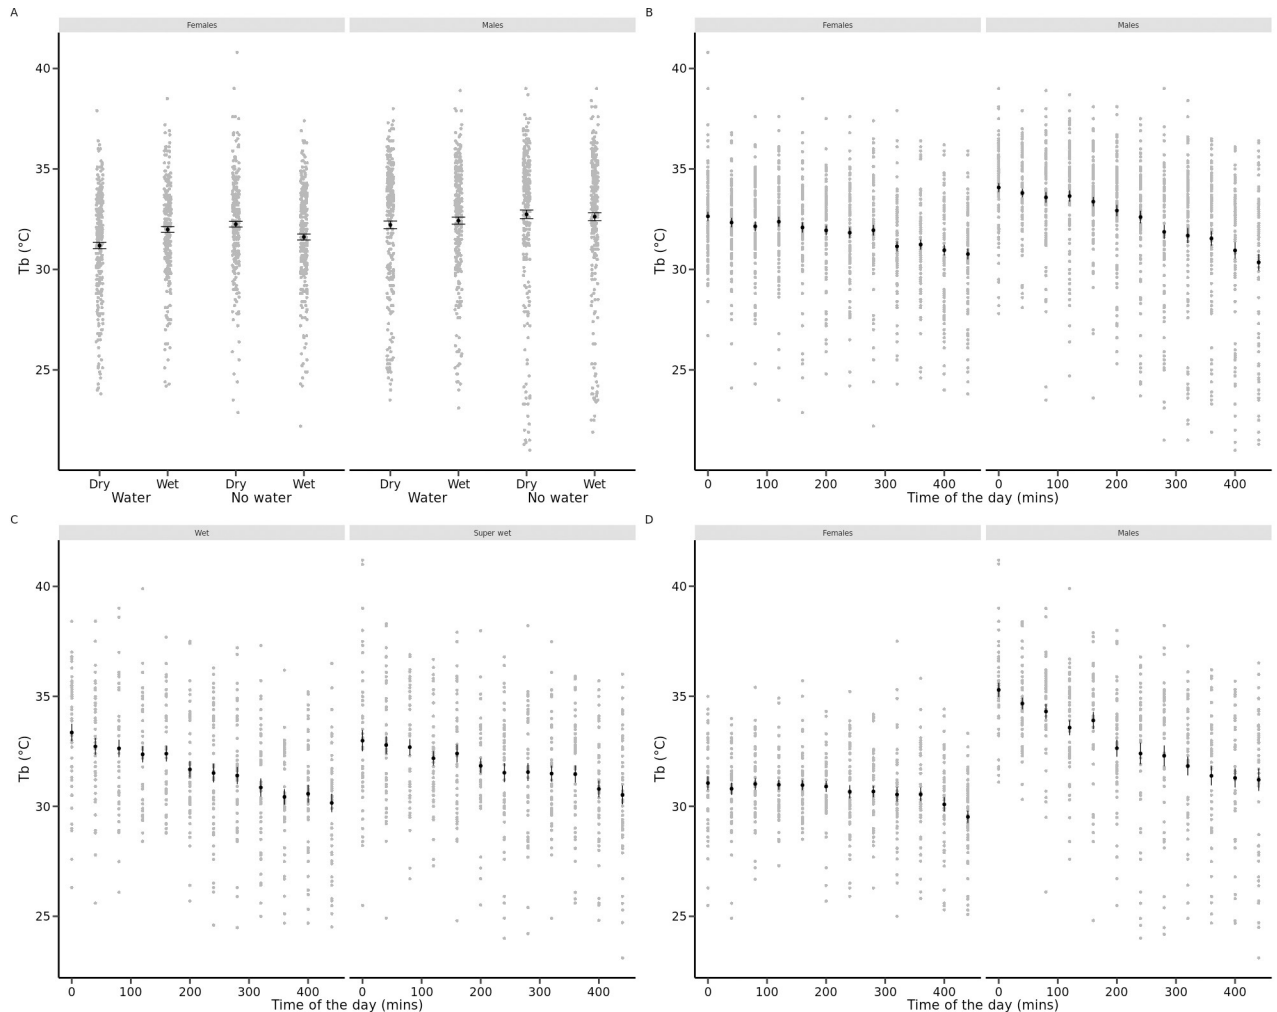 A
Females Males
40
35
30
25
Tb (°C)
Dry Wet Dry Wet Dry Wet Dry Wet
Water No water Water No water
B
Females Males
40
35
30
25
Tb (°C)
0 100 200 300 400 0 100 200 300 400
Time of the day (mins)
C
Wet Super wet
40
35
30
25
Tb (°C)
0 100 200 300 400 0 100 200 300 400
Time of the day (mins)
D
Females Males
40
35
30
25
Tb (°C)
0 100 200 300 400 0 100 200 300 400
Time of the day (mins)